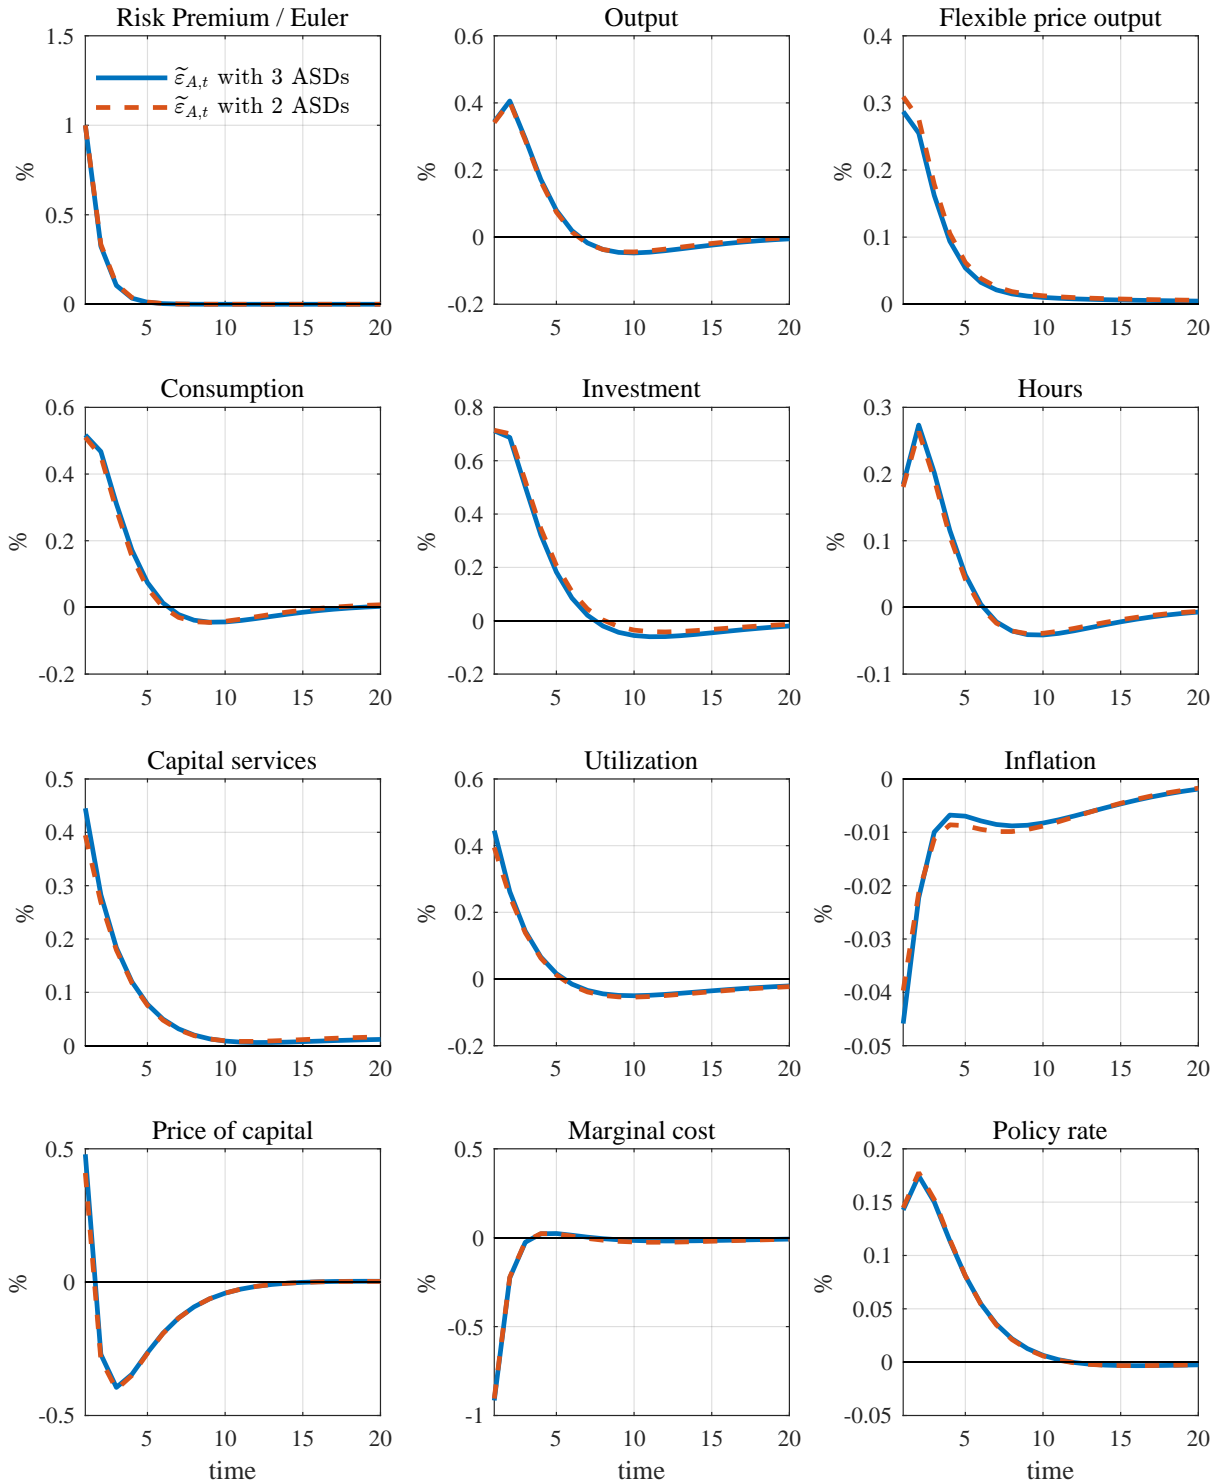 Risk Premium / Euler
1.5
1
0.5
0
%
5 10 15 20
ε̃_{A,t} with 3 ASDs
ε̃_{A,t} with 2 ASDs
Output
0.6
0.4
0.2
0
-0.2
%
5 10 15 20
Flexible price output
0.4
0.3
0.2
0.1
0
%
5 10 15 20
Consumption
0.6
0.4
0.2
0
-0.2
%
5 10 15 20
Investment
0.8
0.6
0.4
0.2
0
-0.2
%
5 10 15 20
Hours
0.3
0.2
0.1
0
-0.1
%
5 10 15 20
Capital services
0.5
0.4
0.3
0.2
0.1
0
%
5 10 15 20
Utilization
0.6
0.4
0.2
0
-0.2
%
5 10 15 20
Inflation
0
-0.01
-0.02
-0.03
-0.04
-0.05
%
5 10 15 20
Price of capital
0.5
0
-0.5
%
5 10 15 20
time
Marginal cost
0.5
0
-0.5
-1
%
5 10 15 20
time
Policy rate
0.2
0.15
0.1
0.05
0
-0.05
%
5 10 15 20
time